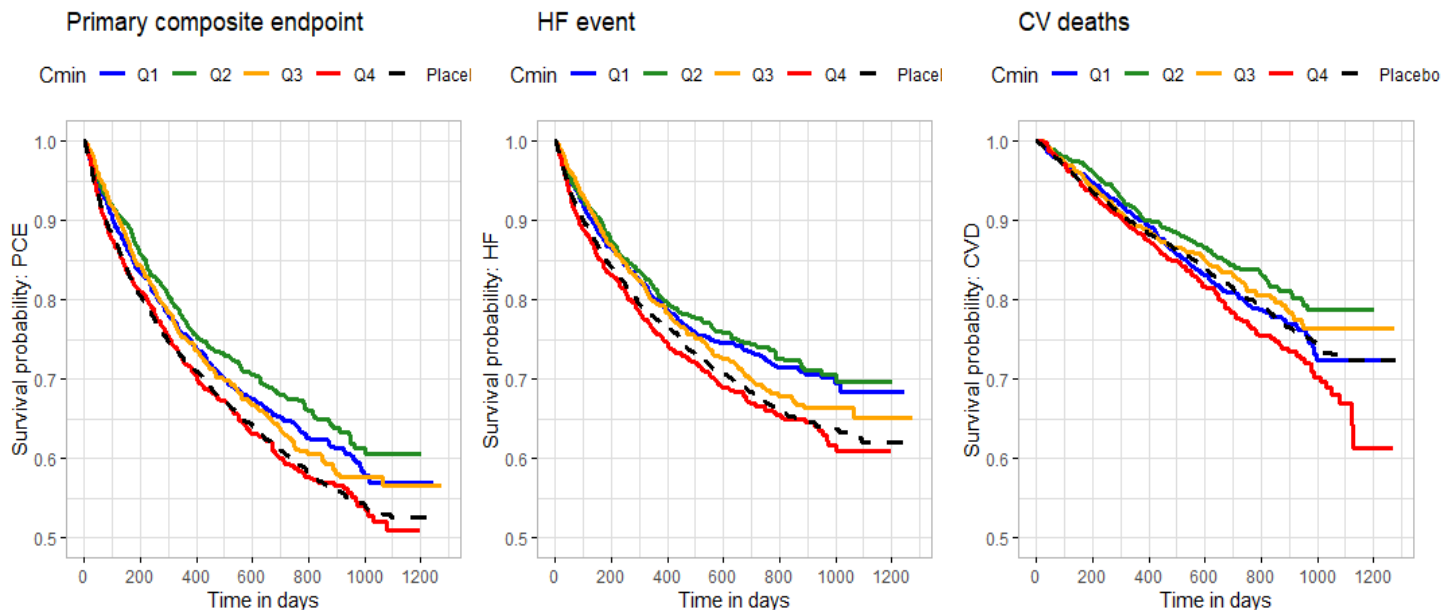 Primary composite endpoint
Cmin Q1 Q2 Q3 Q4 Placel
Survival probability: PCE
1.0
0.9
0.8
0.7
0.6
0.5
0 200 400 600 800 1000 1200
Time in days
HF event
Cmin Q1 Q2 Q3 Q4 Placel
Survival probability: HF
1.0
0.9
0.8
0.7
0.6
0.5
0 200 400 600 800 1000 1200
Time in days
CV deaths
Cmin Q1 Q2 Q3 Q4 Placebo
Survival probability: CVD
1.0
0.9
0.8
0.7
0.6
0.5
0 200 400 600 800 1000 1200
Time in days